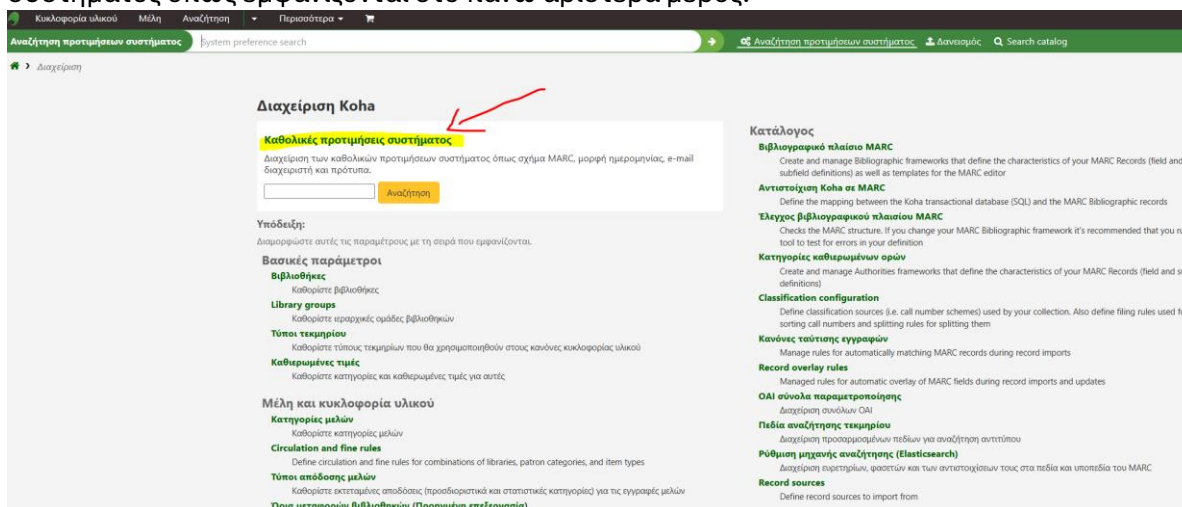 συστήματος όπως εμφανίζονται στο πάνω αριστερά μέρος.
Κυκλοφορία υλικού Μέλη Αναζήτηση Περισσότερα
Αναζήτηση προτιμήσεων συστήματος System preference search Αναζήτηση προτιμήσεων συστήματος Δανεισμός Search catalog
Διαχείριση
Διαχείριση Koha
Καθολικές προτιμήσεις συστήματος
Διαχείριση των καθολικών προτιμήσεων συστήματος όπως σχήμα MARC, μορφή ημερομηνίας, e-mail
διαχειριστή και πρότυπα.
Αναζήτηση
Υπόδειξη:
Διαμορφώστε αυτές τις παραμέτρους με τη σειρά που εμφανίζονται.
Βασικές παράμετροι
Βιβλιοθήκες
Καθορίστε βιβλιοθήκες
Library groups
Καθορίστε ιεραρχικές ομάδες βιβλιοθηκών
Τύποι τεκμηρίου
Καθορίστε τύπους τεκμηρίων που θα χρησιμοποιηθούν στους κανόνες κυκλοφορίας υλικού
Καθιερωμένες τιμές
Καθορίστε κατηγορίες και καθιερωμένες τιμές για αυτές
Μέλη και κυκλοφορία υλικού
Κατηγορίες μελών
Καθορίστε κατηγορίες μελών
Circulation and fine rules
Define circulation and fine rules for combinations of libraries, patron categories, and item types
Τύποι απόδοσης μελών
Καθορίστε εκτεταμένες αποδόσεις (προσδιοριστικά και στατιστικές κατηγορίες) για τις εγγραφές μελών
Όρια μεταφορών βιβλιοθηκών (Προηγμένη επεξεργασία)
Κατάλογος
Βιβλιογραφικό πλαίσιο MARC
Create and manage Bibliographic frameworks that define the characteristics of your MARC Records (field and
subfield definitions) as well as templates for the MARC editor
Αντιστοίχιση Koha σε MARC
Define the mapping between the Koha transactional database (SQL) and the MARC Bibliographic records
Έλεγχος βιβλιογραφικού πλαισίου MARC
Checks the MARC structure. If you change your MARC Bibliographic framework it's recommended that you
tool to test for errors in your definition
Κατηγορίες καθιερωμένων ορών
Create and manage Authorities frameworks that define the characteristics of your MARC Records (field and
definitions)
Classification configuration
Define classification sources (i.e. call number schemes) used by your collection. Also define filing rules used
sorting call numbers and splitting rules for splitting them
Κανόνες ταύτισης εγγραφών
Manage rules for automatically matching MARC records during record imports
Record overlay rules
Managed rules for automatic overlay of MARC fields during record imports and updates
OAI σύνολα παραμετροποίησης
Διαχείριση συνόλων OAI
Πεδία αναζήτησης τεκμηρίου
Διαχείριση προσαρμοσμένων πεδίων για αναζήτηση αντιτύπου
Ρύθμιση μηχανής αναζήτησης (Elasticsearch)
Διαχείριση ευρετηρίων, φασετών και των αντιστοιχίσεων τους στα πεδία και υποπεδία του MARC
Record sources
Define record sources to import from